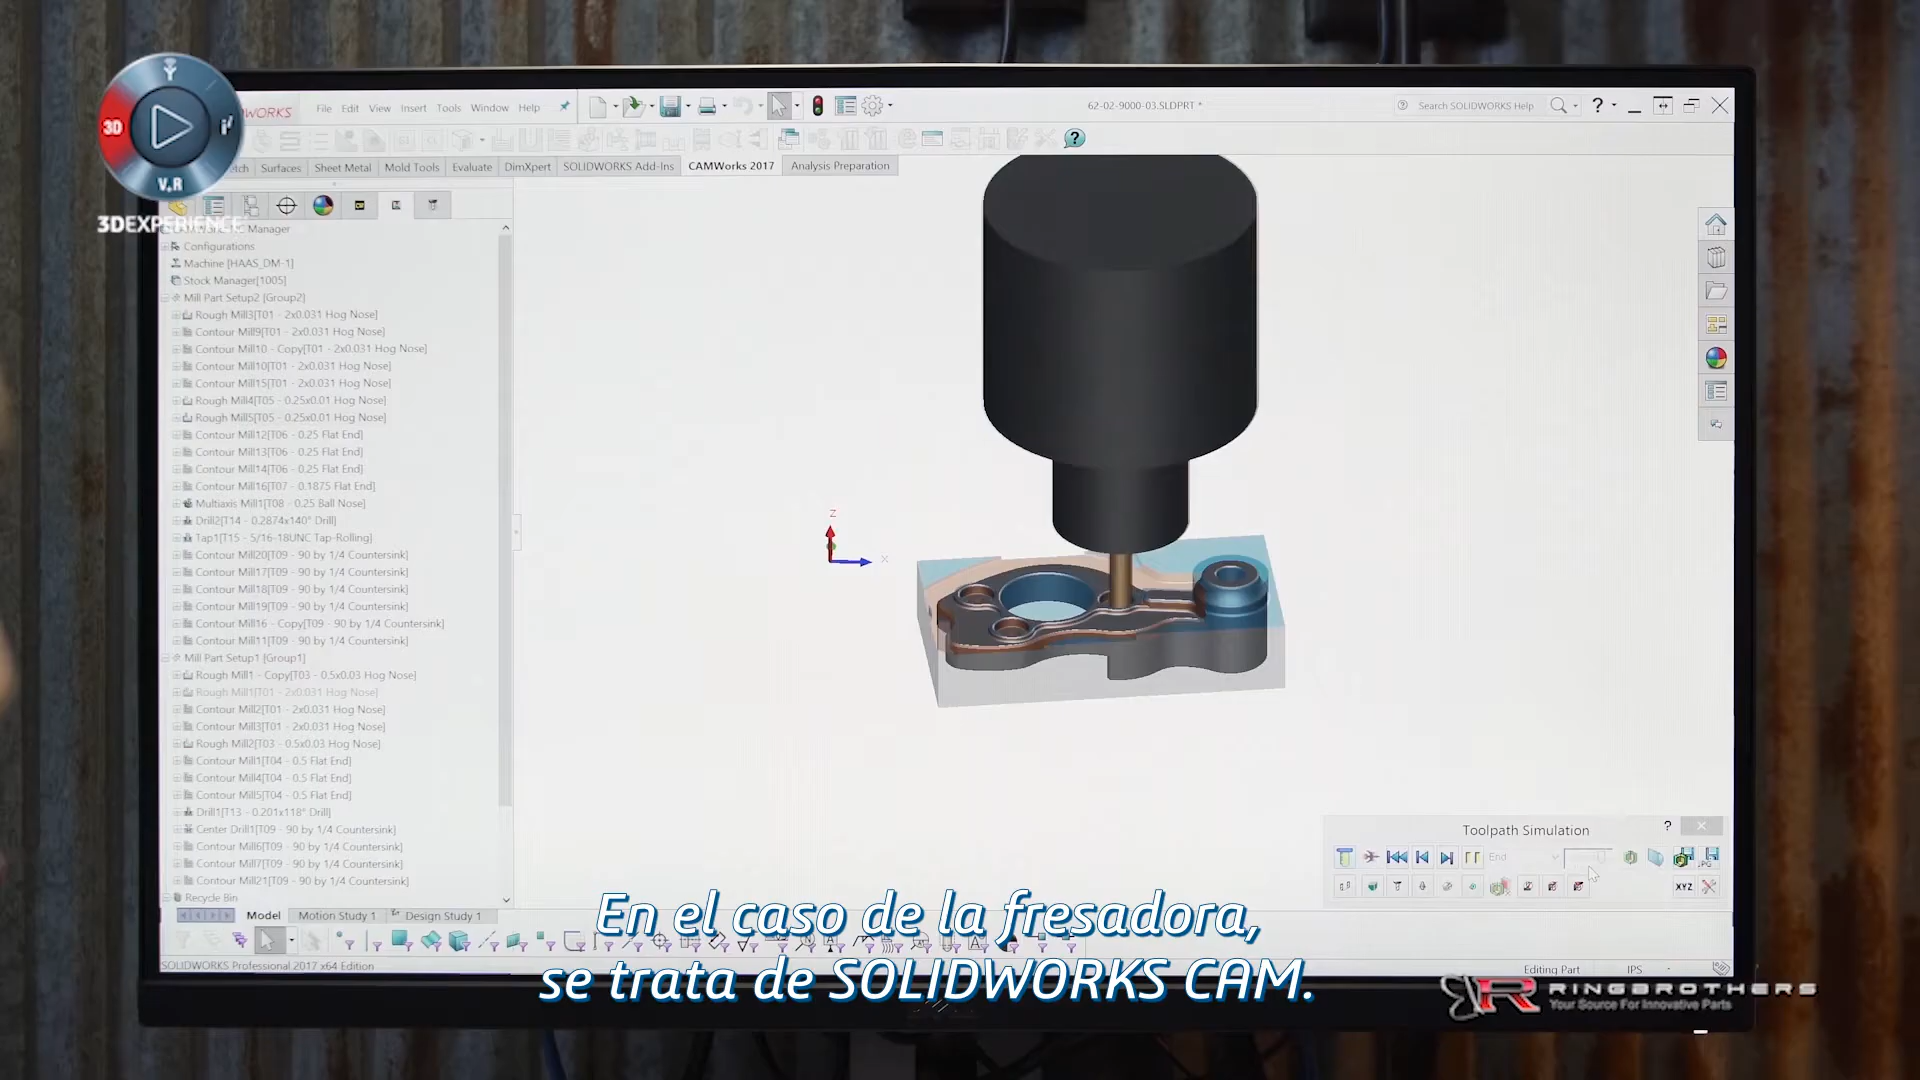 3D
V,R
3DEXPERIENCE
WORKS
File Edit View Insert Tools Window Help
62-02-9000-03.SLDPRT *
Search SOLIDWORKS Help
Surfaces Sheet Metal Mold Tools Evaluate DimXpert SOLIDWORKS Add-Ins CAMWorks 2017 Analysis Preparation
Manager
Configurations
Machine [HAAS_DM-1]
Stock Manager[1005]
Mill Part Setup2 [Group2]
Rough Mill3[T01 - 2x0.031 Hog Nose]
Contour Mill9[T01 - 2x0.031 Hog Nose]
Contour Mill10 - Copy[T01 - 2x0.031 Hog Nose]
Contour Mill10[T01 - 2x0.031 Hog Nose]
Contour Mill15[T01 - 2x0.031 Hog Nose]
Rough Mill4[T05 - 0.25x0.01 Hog Nose]
Rough Mill5[T05 - 0.25x0.01 Hog Nose]
Contour Mill12[T06 - 0.25 Flat End]
Contour Mill13[T06 - 0.25 Flat End]
Contour Mill14[T06 - 0.25 Flat End]
Contour Mill16[T07 - 0.1875 Flat End]
Multiaxis Mill1[T08 - 0.25 Ball Nose]
Drill2[T14 - 0.2874x140° Drill]
Tap1[T15 - 5/16-18UNC Tap-Rolling]
Contour Mill20[T09 - 90 by 1/4 Countersink]
Contour Mill17[T09 - 90 by 1/4 Countersink]
Contour Mill18[T09 - 90 by 1/4 Countersink]
Contour Mill19[T09 - 90 by 1/4 Countersink]
Contour Mill16 - Copy[T09 - 90 by 1/4 Countersink]
Contour Mill11[T09 - 90 by 1/4 Countersink]
Mill Part Setup1 [Group1]
Rough Mill1 - Copy[T03 - 0.5x0.03 Hog Nose]
Rough Mill1[T01 - 2x0.031 Hog Nose]
Contour Mill2[T01 - 2x0.031 Hog Nose]
Contour Mill3[T01 - 2x0.031 Hog Nose]
Rough Mill2[T03 - 0.5x0.03 Hog Nose]
Contour Mill1[T04 - 0.5 Flat End]
Contour Mill4[T04 - 0.5 Flat End]
Contour Mill5[T04 - 0.5 Flat End]
Drill1[T13 - 0.201x118° Drill]
Center Drill1[T09 - 90 by 1/4 Countersink]
Contour Mill6[T09 - 90 by 1/4 Countersink]
Contour Mill7[T09 - 90 by 1/4 Countersink]
Contour Mill21[T09 - 90 by 1/4 Countersink]
Recycle Bin
Z
X
Toolpath Simulation
End
XYZ
Model Motion Study 1 Design Study 1
SOLIDWORKS Professional 2017 x64 Edition
Editing Part IPS
En el caso de la fresadora,
se trata de SOLIDWORKS CAM.
RINGBROTHERS
Your Source For Innovative Parts